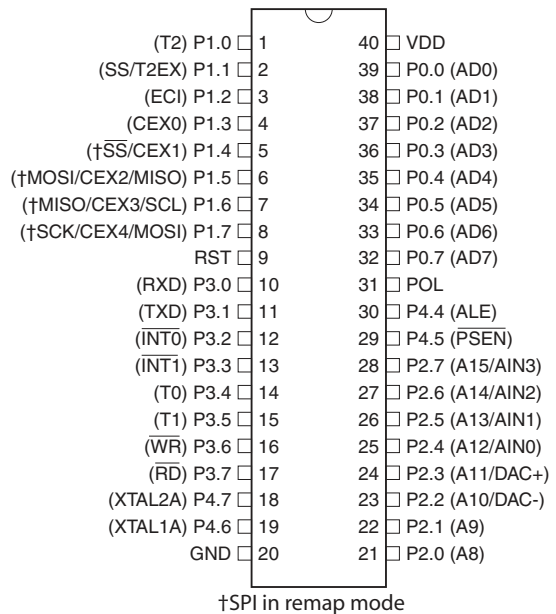 (T2) P1.0 1 40 VDD
(SS/T2EX) P1.1 2 39 P0.0 (AD0)
(ECI) P1.2 3 38 P0.1 (AD1)
(CEX0) P1.3 4 37 P0.2 (AD2)
(†S̅S̅/CEX1) P1.4 5 36 P0.3 (AD3)
(†MOSI/CEX2/MISO) P1.5 6 35 P0.4 (AD4)
(†MISO/CEX3/SCL) P1.6 7 34 P0.5 (AD5)
(†SCK/CEX4/MOSI) P1.7 8 33 P0.6 (AD6)
RST 9 32 P0.7 (AD7)
(RXD) P3.0 10 31 POL
(TXD) P3.1 11 30 P4.4 (ALE)
(I̅N̅T̅0̅) P3.2 12 29 P4.5 (P̅S̅E̅N̅)
(I̅N̅T̅1̅) P3.3 13 28 P2.7 (A15/AIN3)
(T0) P3.4 14 27 P2.6 (A14/AIN2)
(T1) P3.5 15 26 P2.5 (A13/AIN1)
(W̅R̅) P3.6 16 25 P2.4 (A12/AIN0)
(R̅D̅) P3.7 17 24 P2.3 (A11/DAC+)
(XTAL2A) P4.7 18 23 P2.2 (A10/DAC-)
(XTAL1A) P4.6 19 22 P2.1 (A9)
GND 20 21 P2.0 (A8)
†SPI in remap mode